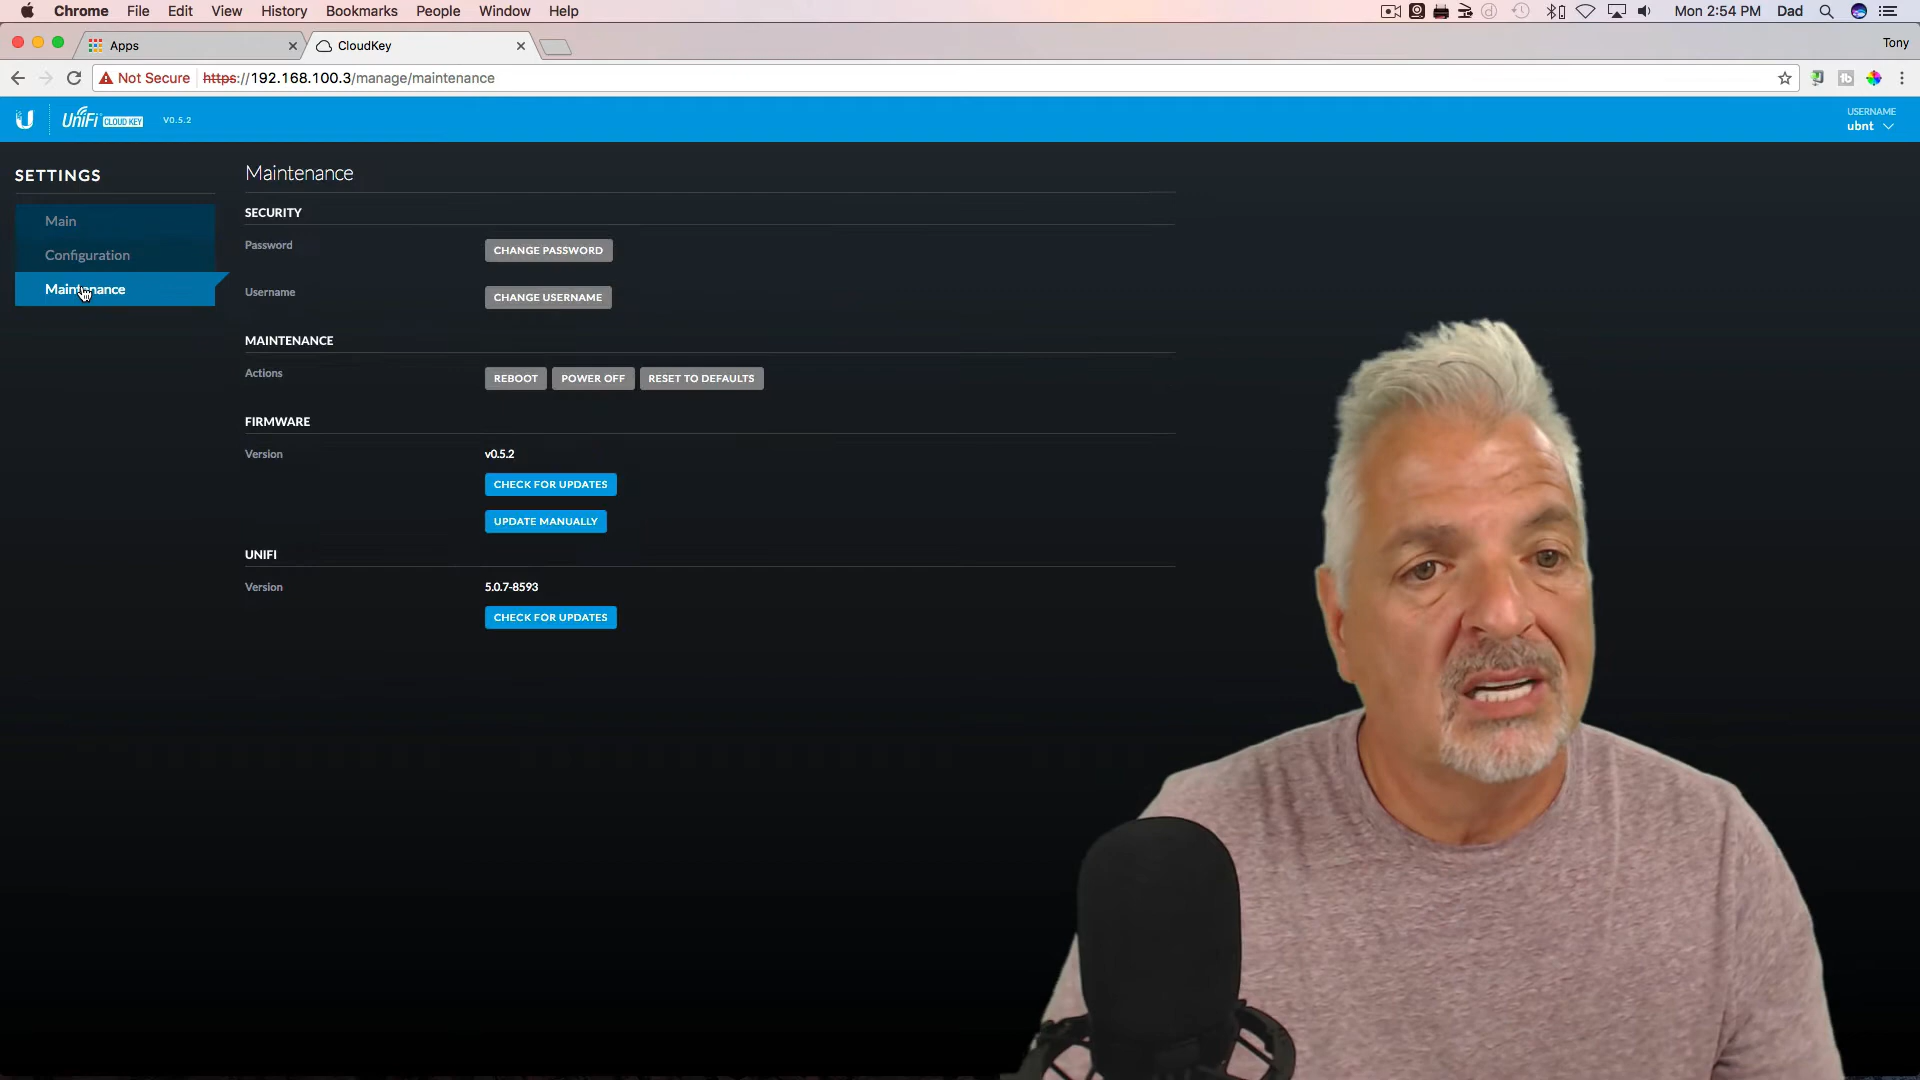 Chrome File Edit View History Bookmarks People Window Help Mon 2:54 PM Dad
Apps CloudKey Tony
Not Secure https://192.168.100.3/manage/maintenance
UniFi CLOUD KEY V0.5.2 USERNAME
ubnt
SETTINGS
Main
Configuration
Maintenance
Maintenance
SECURITY
Password CHANGE PASSWORD
Username CHANGE USERNAME
MAINTENANCE
Actions REBOOT POWER OFF RESET TO DEFAULTS
FIRMWARE
Version v0.5.2
CHECK FOR UPDATES
UPDATE MANUALLY
UNIFI
Version 5.0.7-8593
CHECK FOR UPDATES